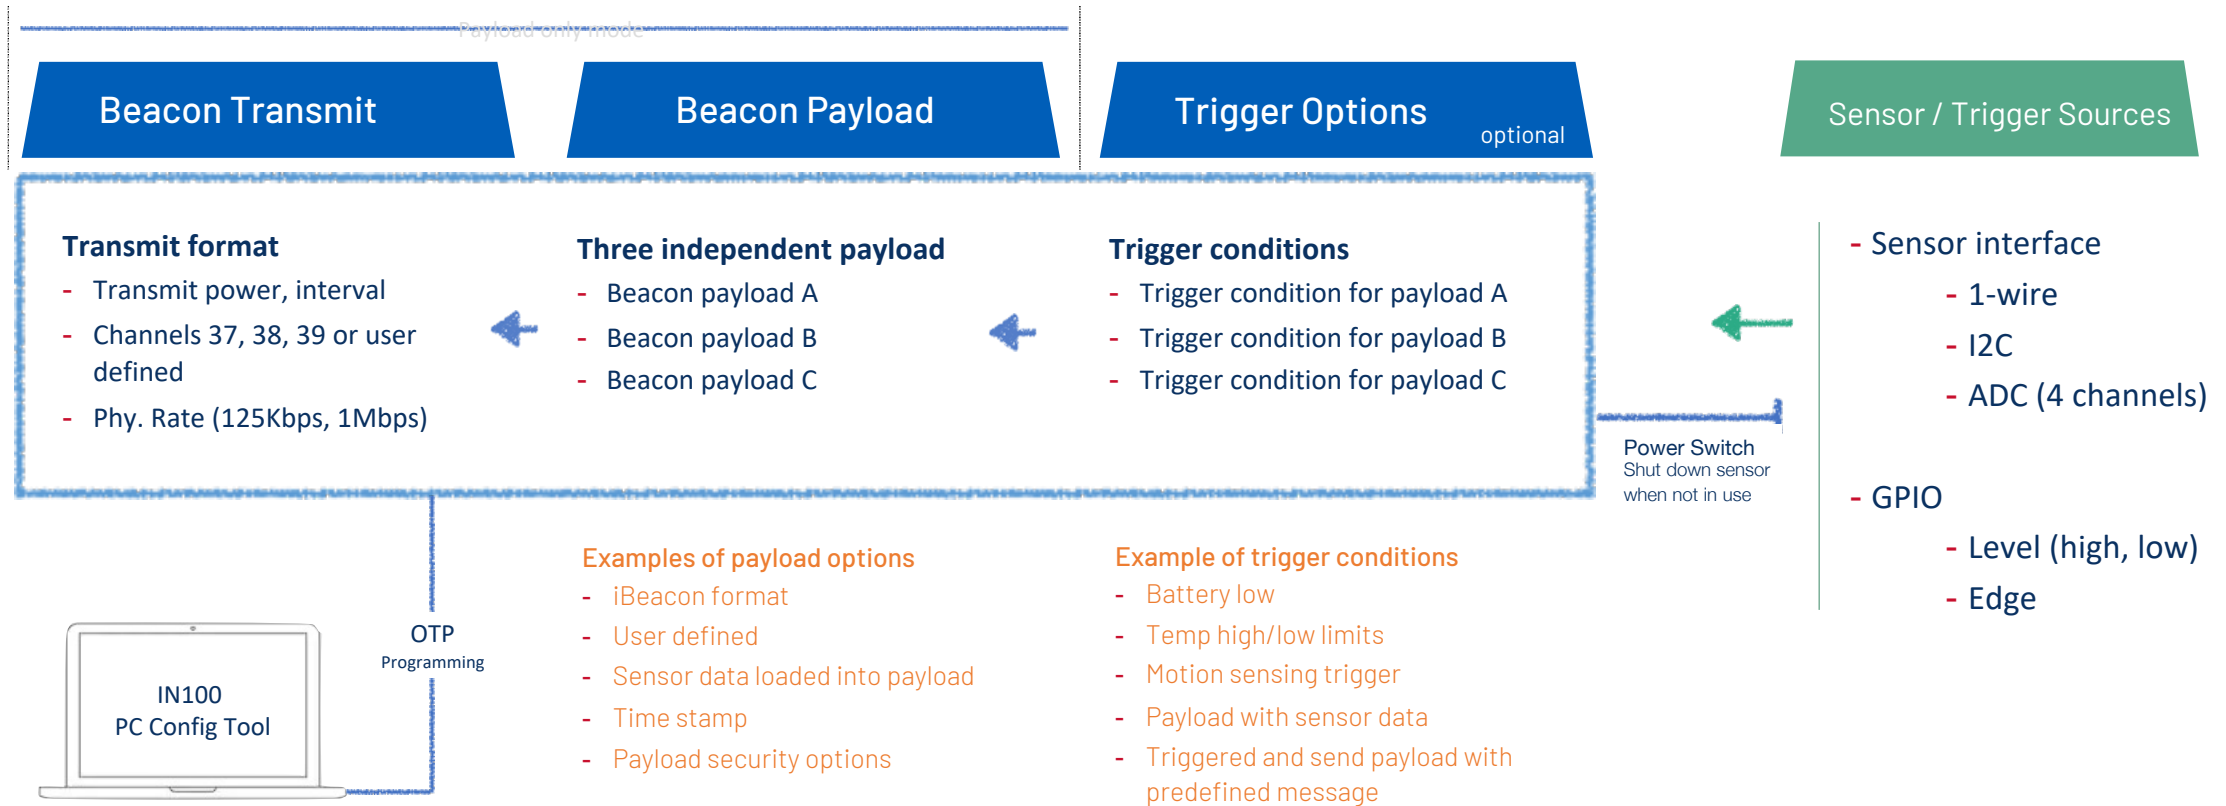 Payload only mode
Beacon Transmit
Beacon Payload
Trigger Options
optional
Sensor / Trigger Sources
Transmit format
- Transmit power, interval
- Channels 37, 38, 39 or user
defined
- Phy. Rate (125Kbps, 1Mbps)
Three independent payload
- Beacon payload A
- Beacon payload B
- Beacon payload C
Trigger conditions
- Trigger condition for payload A
- Trigger condition for payload B
- Trigger condition for payload C
Power Switch
Shut down sensor
when not in use
- Sensor interface
- 1-wire
- I2C
- ADC (4 channels)
- GPIO
- Level (high, low)
- Edge
IN100
PC Config Tool
OTP
Programming
Examples of payload options
- iBeacon format
- User defined
- Sensor data loaded into payload
- Time stamp
- Payload security options
Example of trigger conditions
- Battery low
- Temp high/low limits
- Motion sensing trigger
- Payload with sensor data
- Triggered and send payload with
predefined message